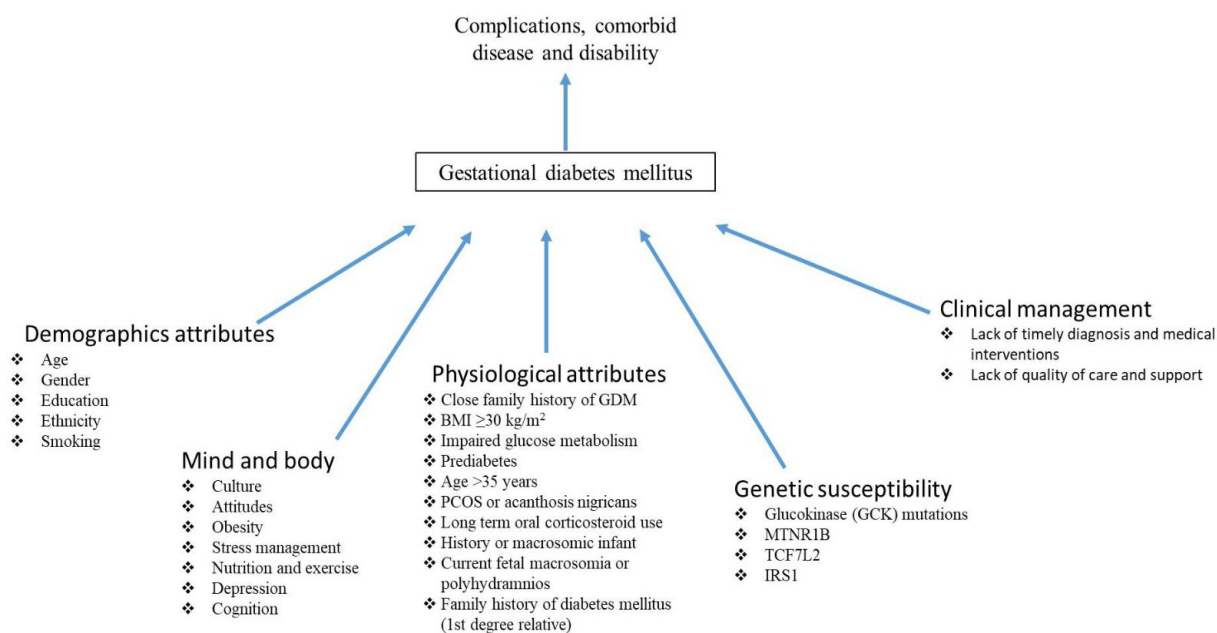 Complications, comorbid
disease and disability
Gestational diabetes mellitus
Demographics attributes
❖ Age
❖ Gender
❖ Education
❖ Ethnicity
❖ Smoking
Mind and body
❖ Culture
❖ Attitudes
❖ Obesity
❖ Stress management
❖ Nutrition and exercise
❖ Depression
❖ Cognition
Physiological attributes
❖ Close family history of GDM
❖ BMI ≥30 kg/m²
❖ Impaired glucose metabolism
❖ Prediabetes
❖ Age >35 years
❖ PCOS or acanthosis nigricans
❖ Long term oral corticosteroid use
❖ History or macrosomic infant
❖ Current fetal macrosomia or
polyhydramnios
❖ Family history of diabetes mellitus
(1st degree relative)
Genetic susceptibility
❖ Glucokinase (GCK) mutations
❖ MTNR1B
❖ TCF7L2
❖ IRS1
Clinical management
❖ Lack of timely diagnosis and medical
interventions
❖ Lack of quality of care and support